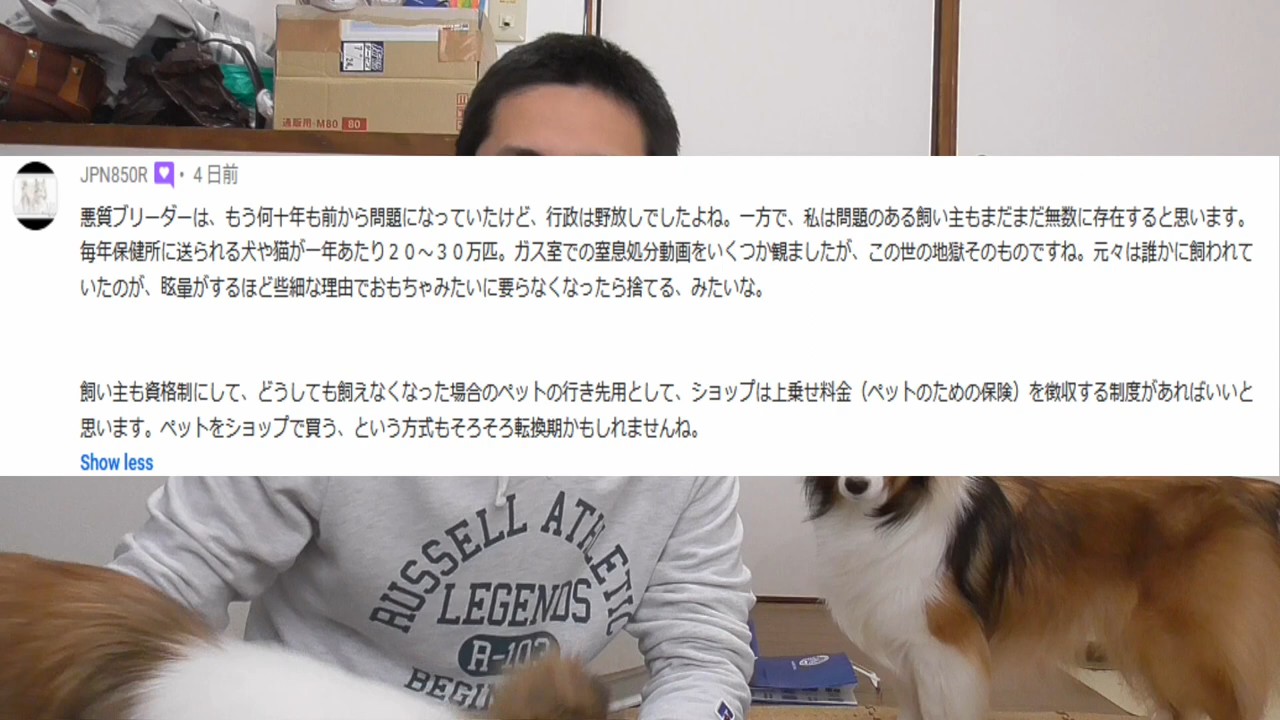 通販用-M80 80
JPN850R • 4 日前
悪質ブリーダーは、もう何十年も前から問題になっていたけど、行政は野放しでしたよね。一方で、私は問題のある飼い主もまだまだ無数に存在すると思います。
毎年保健所に送られる犬や猫が一年あたり２０～３０万匹。ガス室での窒息処分動画をいくつか観ましたが、この世の地獄そのものですね。元々は誰かに飼われて
いたのが、眩暈がするほど些細な理由でおもちゃみたいに要らなくなったら捨てる、みたいな。
飼い主も資格制にして、どうしても飼えなくなった場合のペットの行き先用として、ショップは上乗せ料金（ペットのための保険）を徴収する制度があればいいと
思います。ペットをショップで買う、という方式もそろそろ転換期かもしれませんね。
Show less
RUSSELL ATHLETIC
LEGENDS
R-103